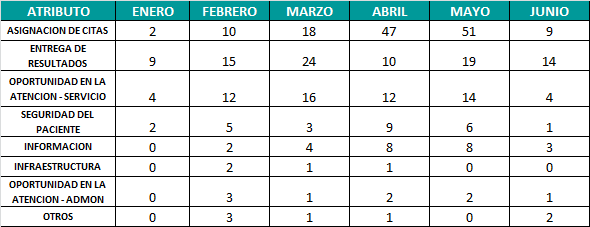 ATRIBUTO ENERO FEBRERO MARZO ABRIL MAYO JUNIO
ASIGNACION DE CITAS 2 10 18 47 51 9
ENTREGA DE
RESULTADOS 9 15 24 10 19 14
OPORTUNIDAD EN LA
ATENCION - SERVICIO 4 12 16 12 14 4
SEGURIDAD DEL
PACIENTE 2 5 3 9 6 1
INFORMACION 0 2 4 8 8 3
INFRAESTRUCTURA 0 2 1 1 0 0
OPORTUNIDAD EN LA
ATENCION - ADMON 0 3 1 2 2 1
OTROS 0 3 1 1 0 2